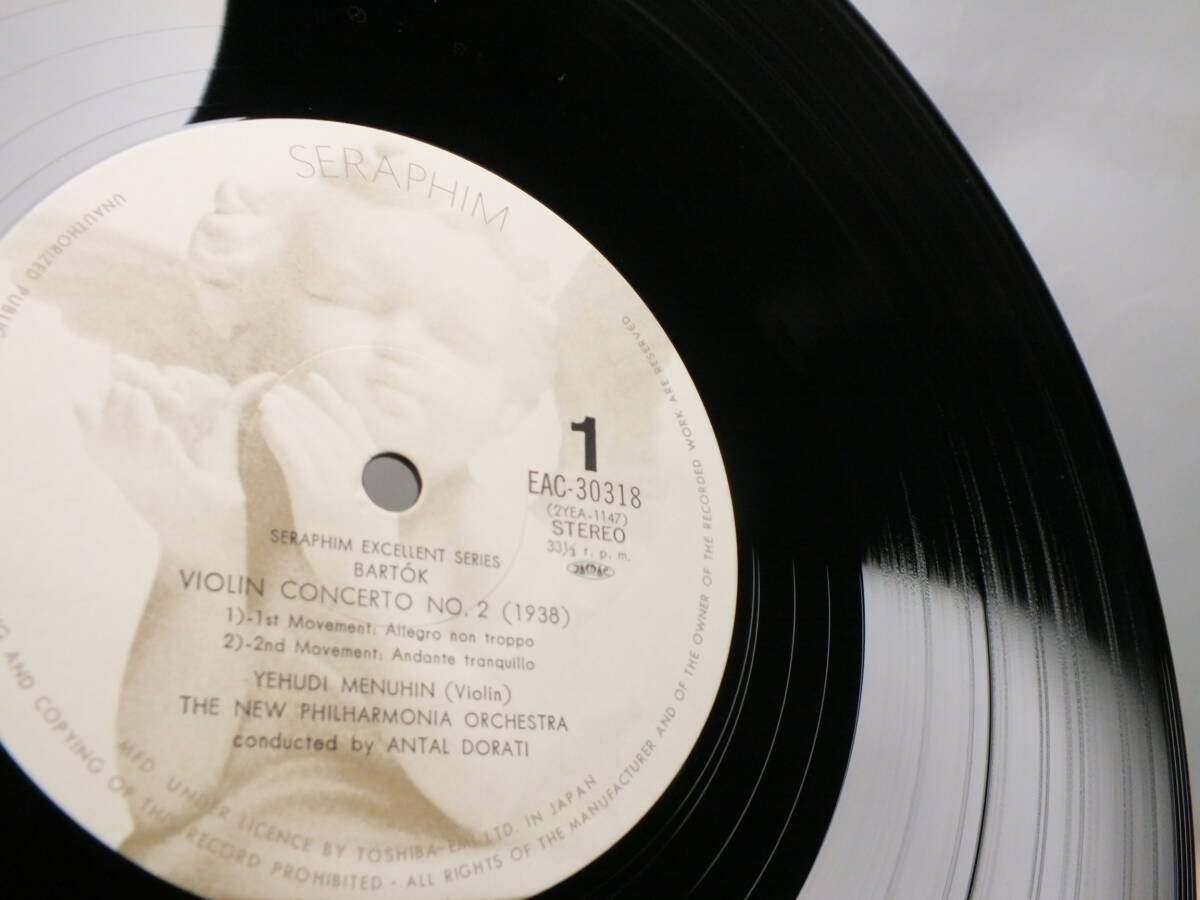 SERAPHIM
1
EAC-30318
(2YEA-1147)
STEREO
33⅓ r. p. m.
JASRAC
SERAPHIM EXCELLENT SERIES
BARTÓK
VIOLIN CONCERTO NO. 2 (1938)
1)-1st Movement: Allegro non troppo
2)-2nd Movement: Andante tranquillo
YEHUDI MENUHIN (Violin)
THE NEW PHILHARMONIA ORCHESTRA
conducted by ANTAL DORATI
MFD. UNDER LICENCE BY TOSHIBA-EMI LTD. IN JAPAN
UNAUTHORIZED PUBLIC
AND COPYING OF THIS RECORD PROHIBITED · ALL RIGHTS OF THE MANUFACTURER AND OF THE OWNER OF THE RECORDED WORK ARE RESERVED